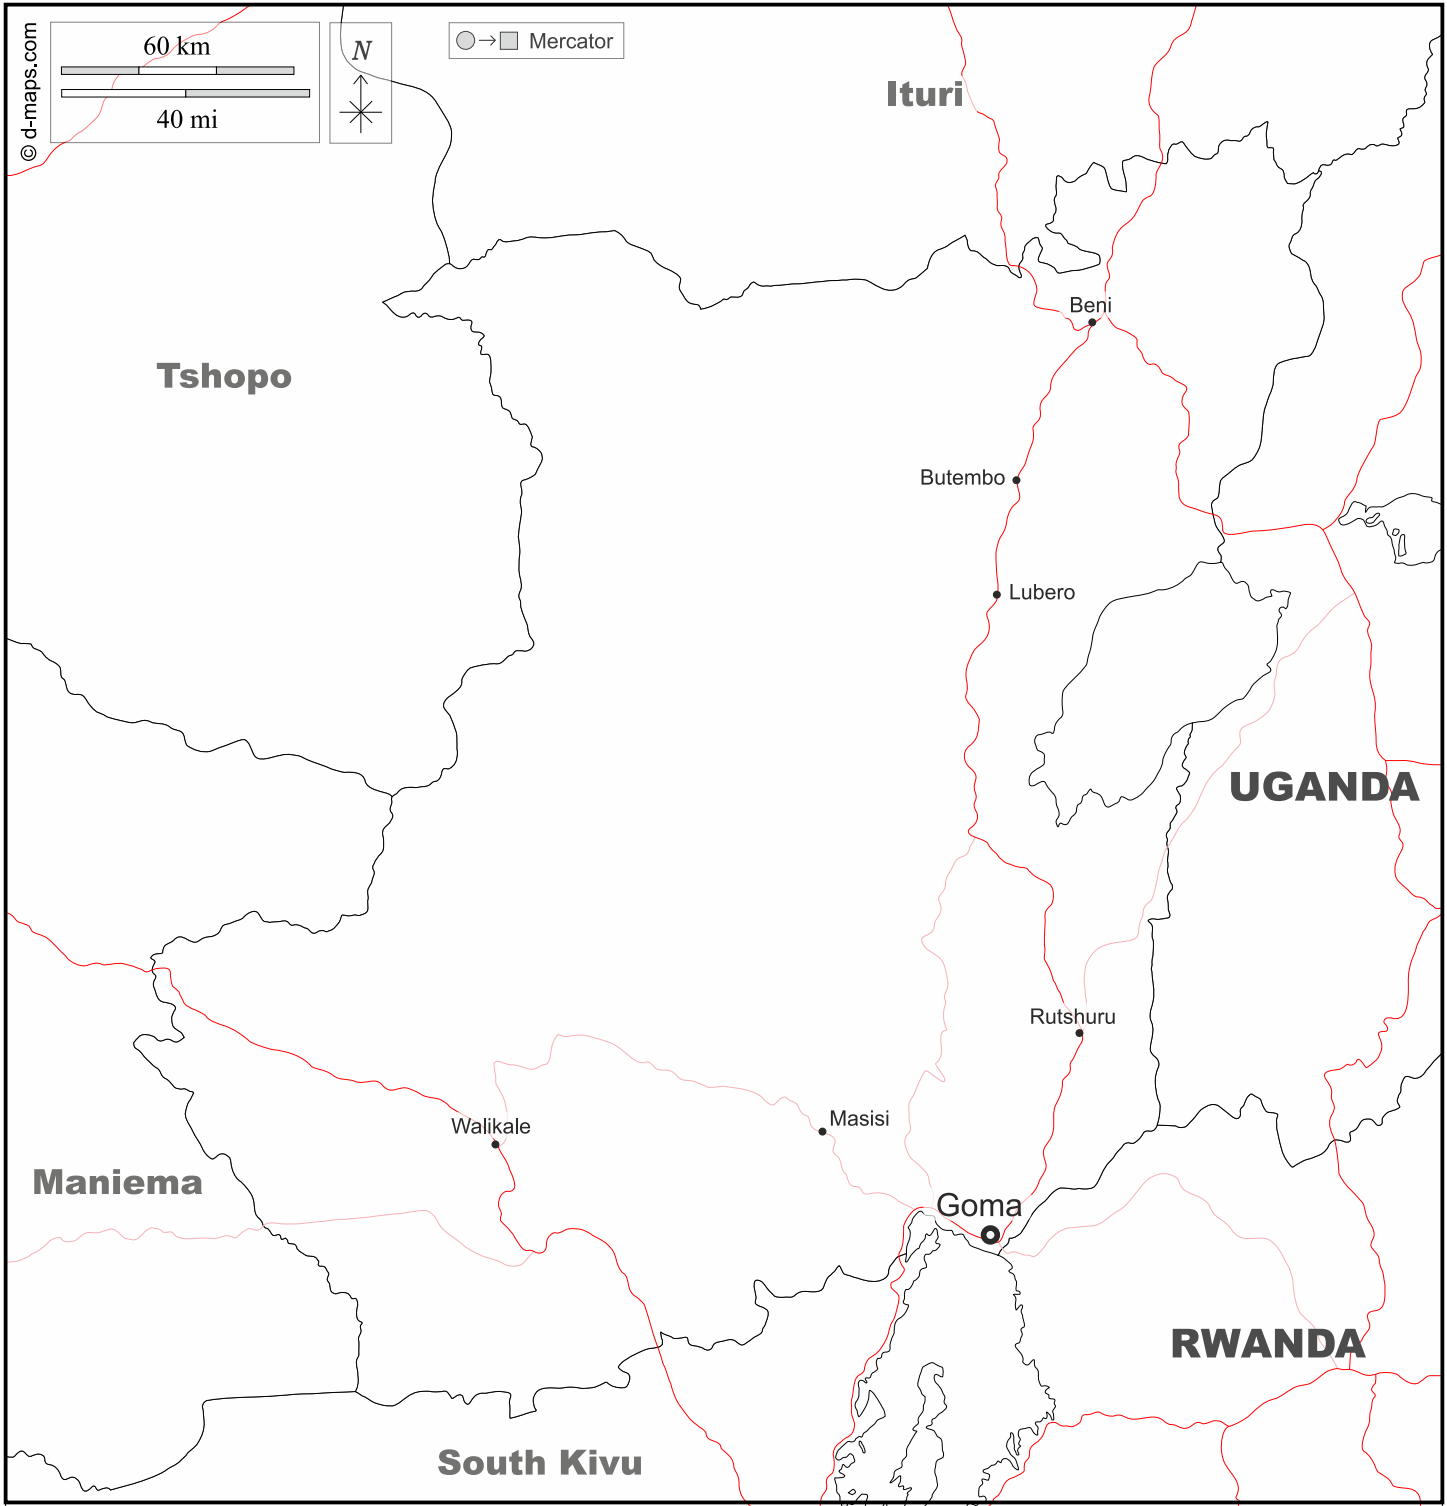 © d-maps.com
60 km
40 mi
N
Mercator
Ituri
Beni
Tshopo
Butembo
Lubero
UGANDA
Rutshuru
Masisi
Walikale
Maniema
Goma
RWANDA
South Kivu